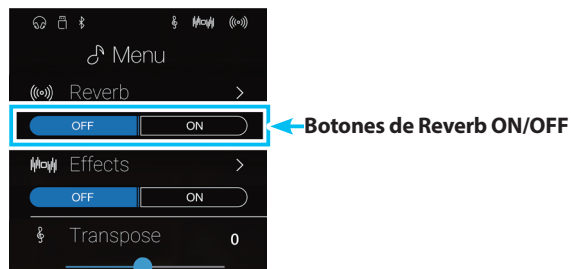 Menu
Reverb
OFF ON
Botones de Reverb ON/OFF
Effects
OFF ON
Transpose 0